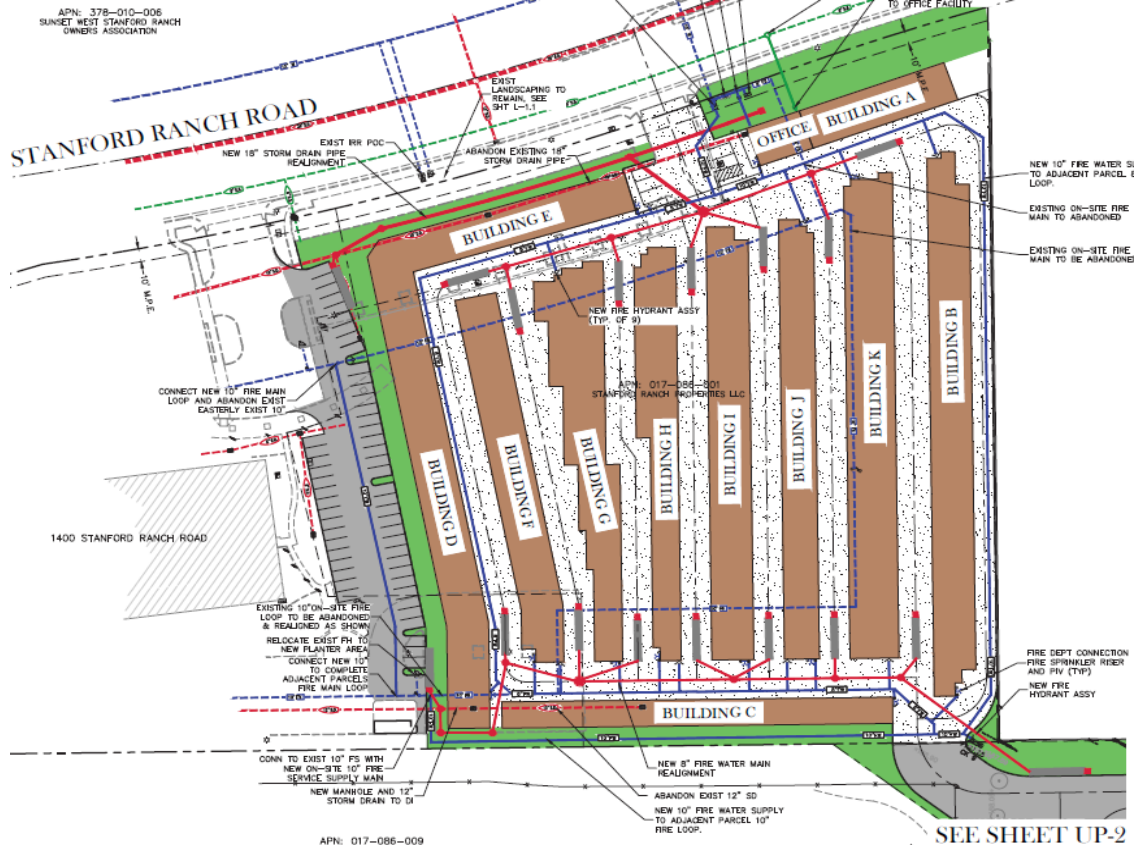 APN: 378-010-006
SUNSET WEST STANFORD RANCH
OWNERS ASSOCIATION
TO OFFICE FACILITY
10' M.P.E.
STANFORD RANCH ROAD
EXIST
LANDSCAPING TO
REMAIN, SEE
SHT L-1.1
EXIST IRR POC
NEW 18" STORM DRAIN PIPE
REALIGNMENT
ABANDON EXISTING 18"
STORM DRAIN PIPE
OFFICE
BUILDING A
NEW 10" FIRE WATER SU
TO ADJACENT PARCEL
LOOP.
EXISTING ON-SITE FIRE
MAIN TO ABANDONED
EXISTING ON-SITE FIRE
MAIN TO BE ABANDONED
BUILDING E
10' M.P.E.
NEW FIRE HYDRANT ASSY
(TYP. OF 9)
BUILDING B
CONNECT NEW 10" FIRE MAIN
LOOP AND ABANDON EXIST
EASTERLY EXIST 10"
APN: 017-086-001
STANFORD RANCH PROPERTIES LLC
BUILDING K
BUILDING J
BUILDING I
BUILDING H
BUILDING G
BUILDING F
BUILDING D
1400 STANFORD RANCH ROAD
EXISTING 10"ON-SITE FIRE
LOOP TO BE ABANDONED
& REALIGNED AS SHOWN
RELOCATE EXIST FH TO
NEW PLANTER AREA
CONNECT NEW 10"
TO COMPLETE
ADJACENT PARCELS
FIRE MAIN LOOP
FIRE DEPT CONNECTION
FIRE SPRINKLER RISER
AND PIV (TYP)
NEW FIRE
HYDRANT ASSY
BUILDING C
CONN TO EXIST 10" FS WITH
NEW ON-SITE 10" FIRE
SERVICE SUPPLY MAIN
NEW MANHOLE AND 12"
STORM DRAIN TO DI
NEW 8" FIRE WATER MAIN
REALIGNMENT
ABANDON EXIST 12" SD
NEW 10" FIRE WATER SUPPLY
TO ADJACENT PARCEL 10"
FIRE LOOP.
APN: 017-086-009
SEE SHEET UP-2